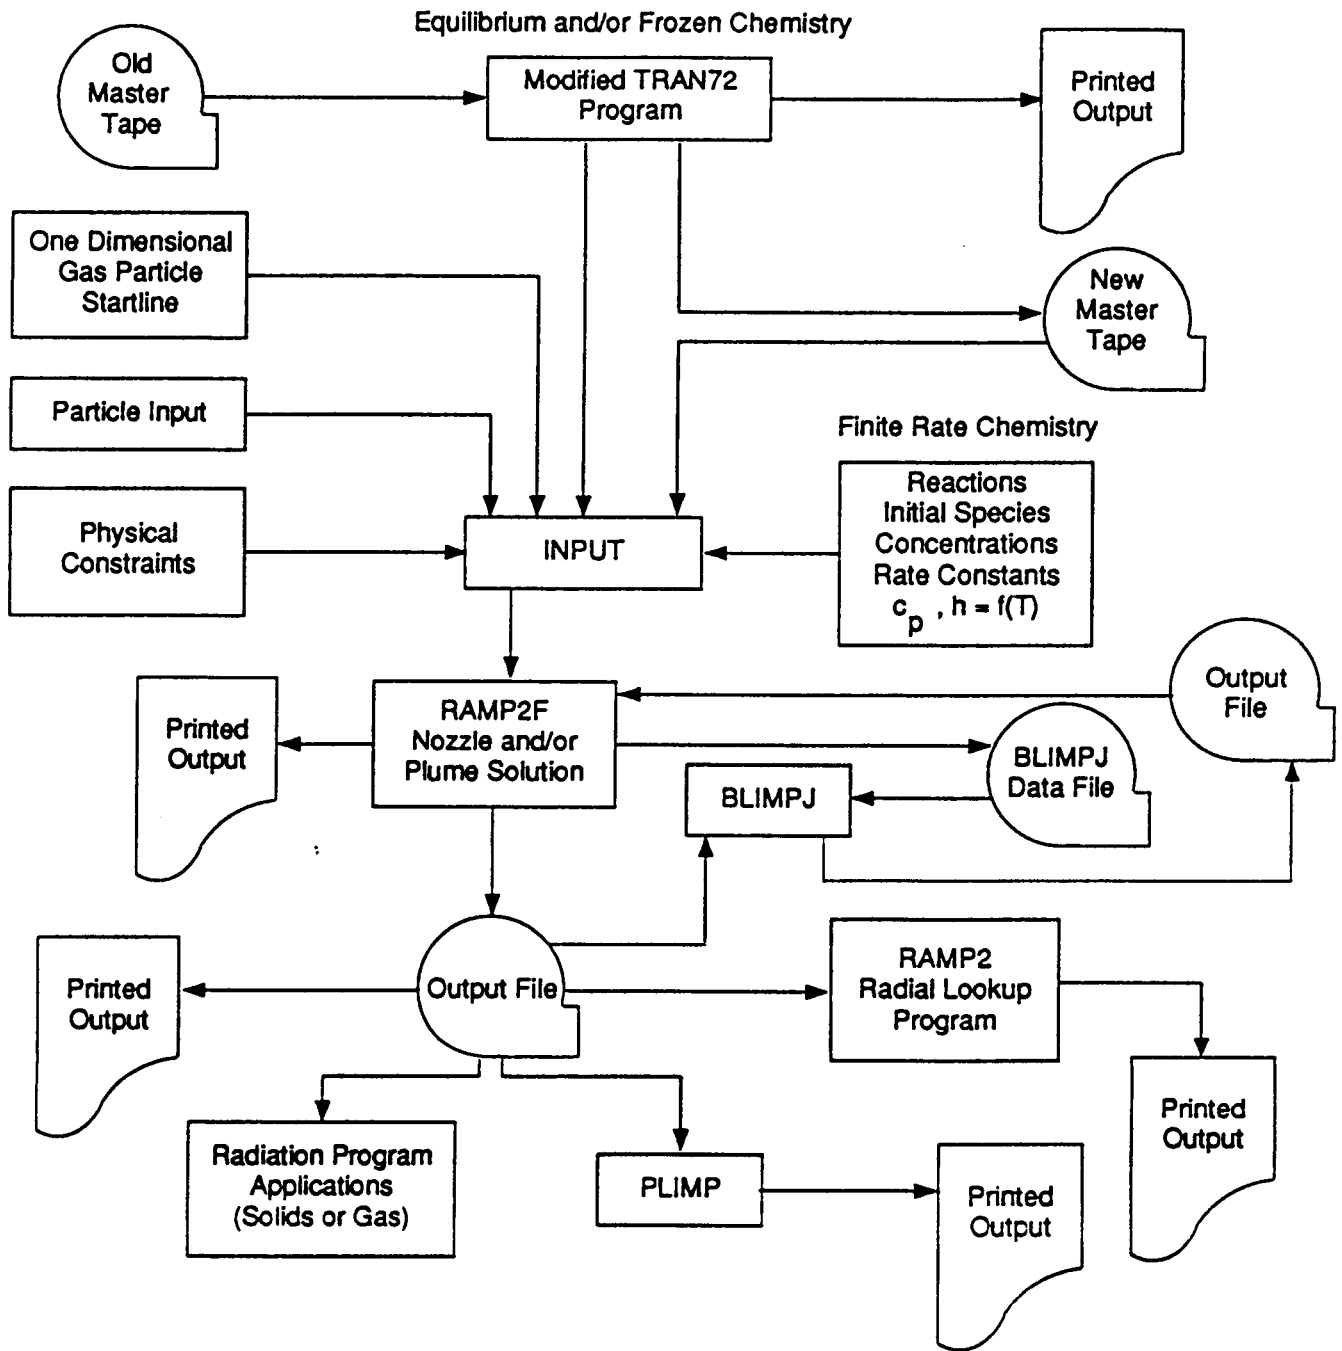 Equilibrium and/or Frozen Chemistry
Old
Master
Tape
Modified TRAN72
Program
Printed
Output
One Dimensional
Gas Particle
Startline
New
Master
Tape
Particle Input
Finite Rate Chemistry
Physical
Constraints
INPUT
Reactions
Initial Species
Concentrations
Rate Constants
c_p , h = f(T)
Printed
Output
RAMP2F
Nozzle and/or
Plume Solution
Output
File
BLIMPJ
BLIMPJ
Data File
Printed
Output
Output File
RAMP2
Radial Lookup
Program
Printed
Output
Radiation Program
Applications
(Solids or Gas)
PLIMP
Printed
Output